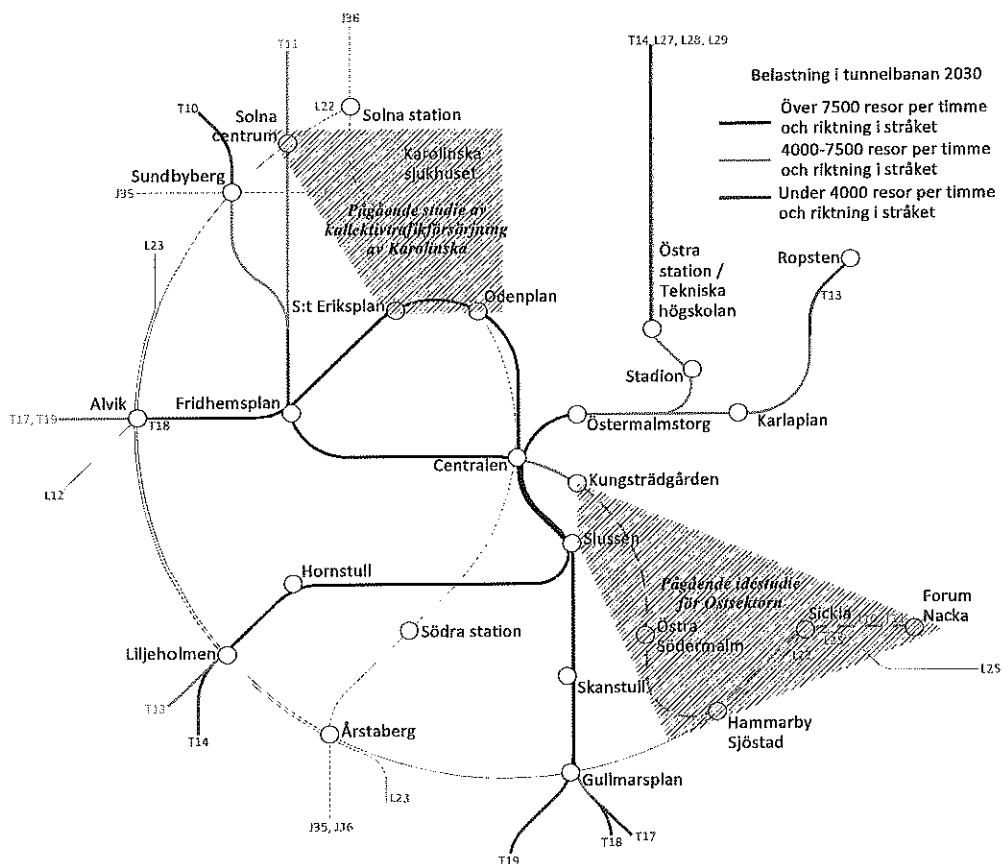 J36
T11
T14, L27, L28, L29
Belastning i tunnelbanan 2030
Över 7500 resor per timme
och riktning i stråket
4000-7500 resor per timme
och riktning i stråket
Under 4000 resor per timme
och riktning i stråket
T10
L22
Solna station
Solna
centrum
Karolinska
sjukhuset
Sundbyberg
J35
Pågående studie av
kollektivtrafikförsörjning
av Karolinska
L23
Östra
station /
Tekniska
högskolan
Ropsten
T13
S:t Eriksplan
Odenplan
Stadion
Alvik
T17, T19
T18
Fridhemsplan
Östermalmstorg
Karlaplan
Centralen
L12
Kungsträdgården
Slussen
Hornstull
Pågående idéstudie
för Ostsektorn
Sickla
Forum
Nacka
Södra station
Östra
Södermalm
Liljeholmen
L25
Skanstull
T13
T14
Årstaberg
Hammarby
Sjöstad
Gullmarsplan
L23
J35, J36
T19
T18
T17